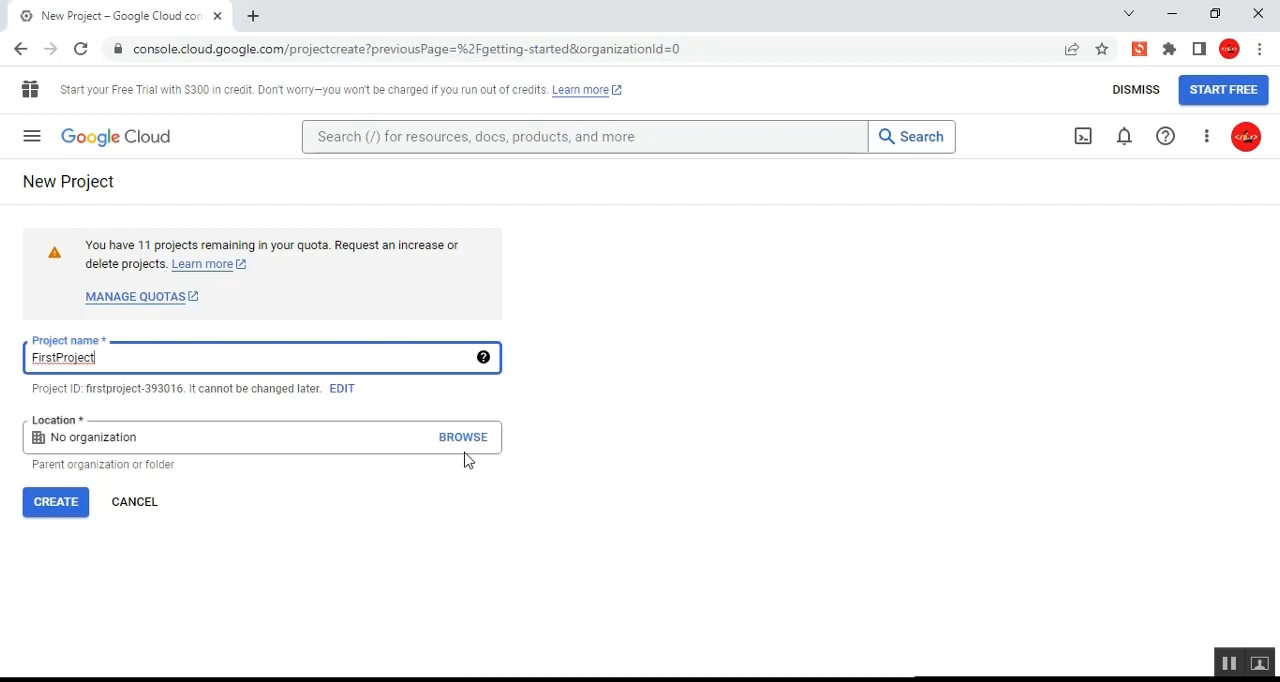 New Project – Google Cloud con
console.cloud.google.com/projectcreate?previousPage=%2Fgetting-started&organizationId=0
Start your Free Trial with $300 in credit. Don't worry—you won't be charged if you run out of credits. Learn more
DISMISS
START FREE
Google Cloud
Search (/) for resources, docs, products, and more
Search
New Project
You have 11 projects remaining in your quota. Request an increase or
delete projects. Learn more
MANAGE QUOTAS
Project name *
FirstProject
Project ID: firstproject-393016. It cannot be changed later. EDIT
Location *
No organization
BROWSE
Parent organization or folder
CREATE
CANCEL